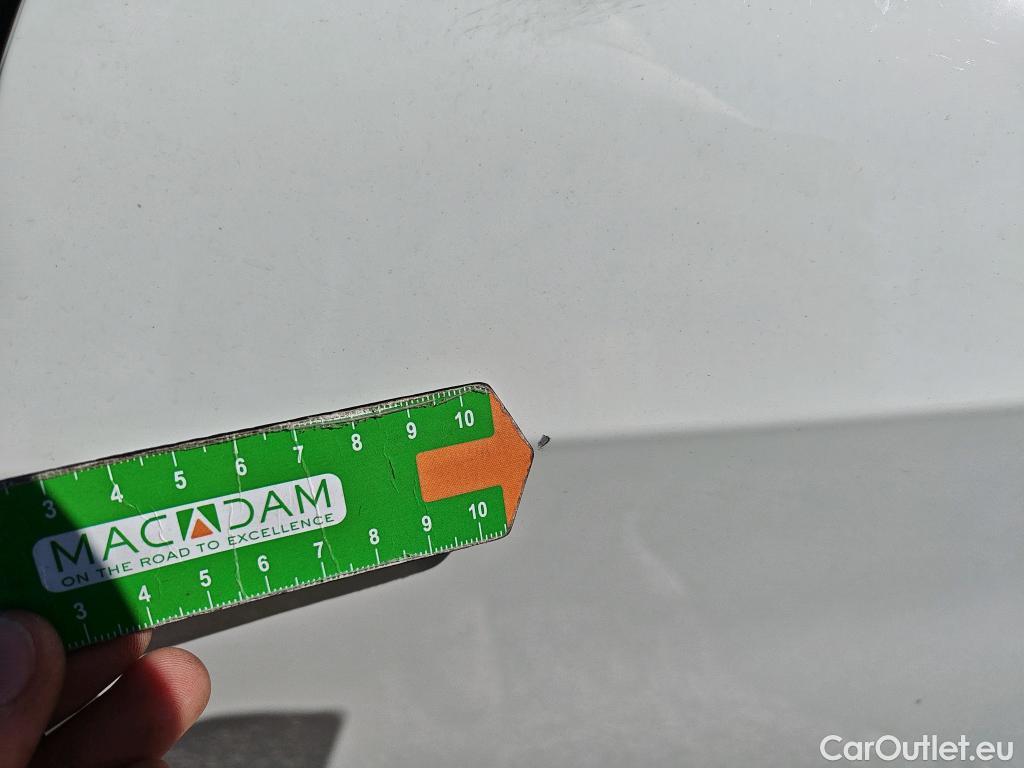 3 4 5 6 7 8 9 10
MACADAM
ON THE ROAD TO EXCELLENCE
3 4 5 6 7 8 9 10
CarOutlet.eu